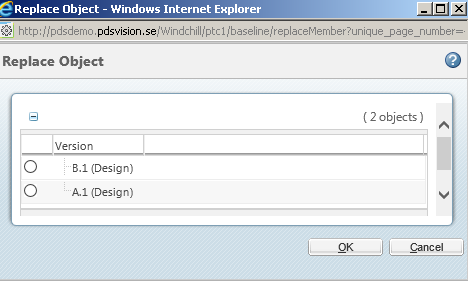 Replace Object - Windows Internet Explorer
http://pdsdemo.pdsvision.se/Windchill/ptc1/baseline/replaceMember?unique_page_number=
Replace Object
( 2 objects )
Version
B.1 (Design)
A.1 (Design)
OK Cancel